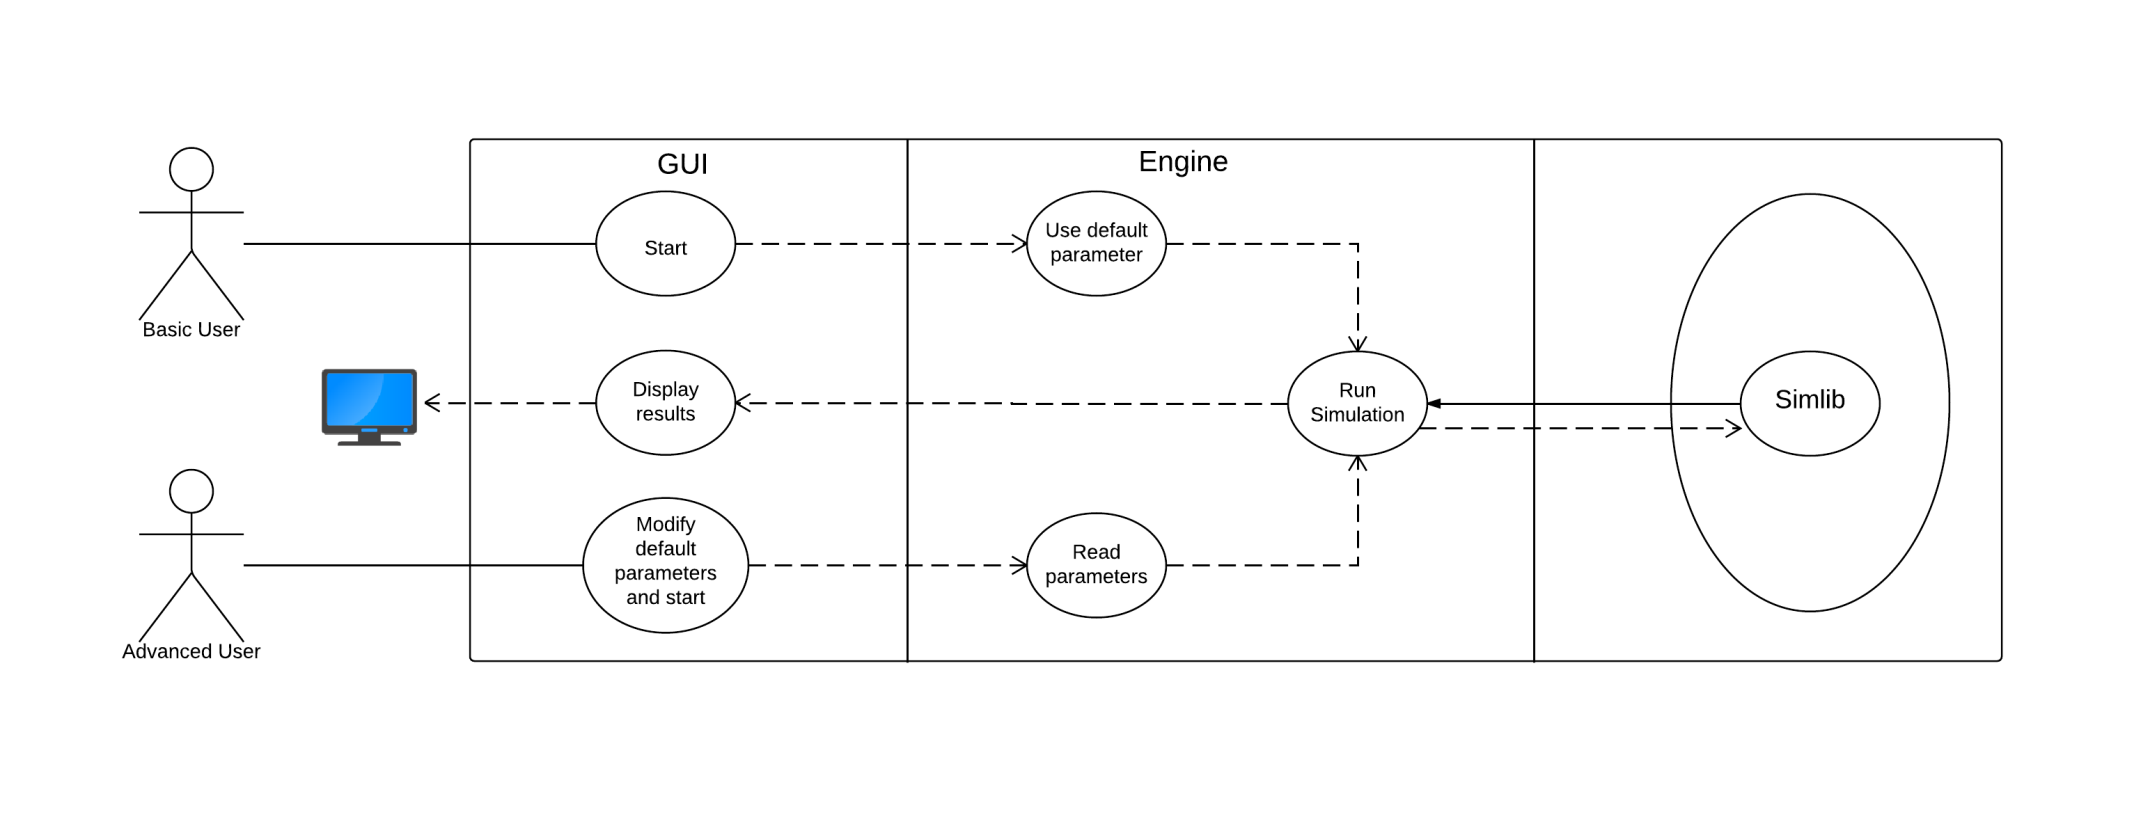 GUI
Engine
Start
Use default
parameter
Basic User
Display
results
Run
Simulation
Simlib
Modify
default
parameters
and start
Read
parameters
Advanced User